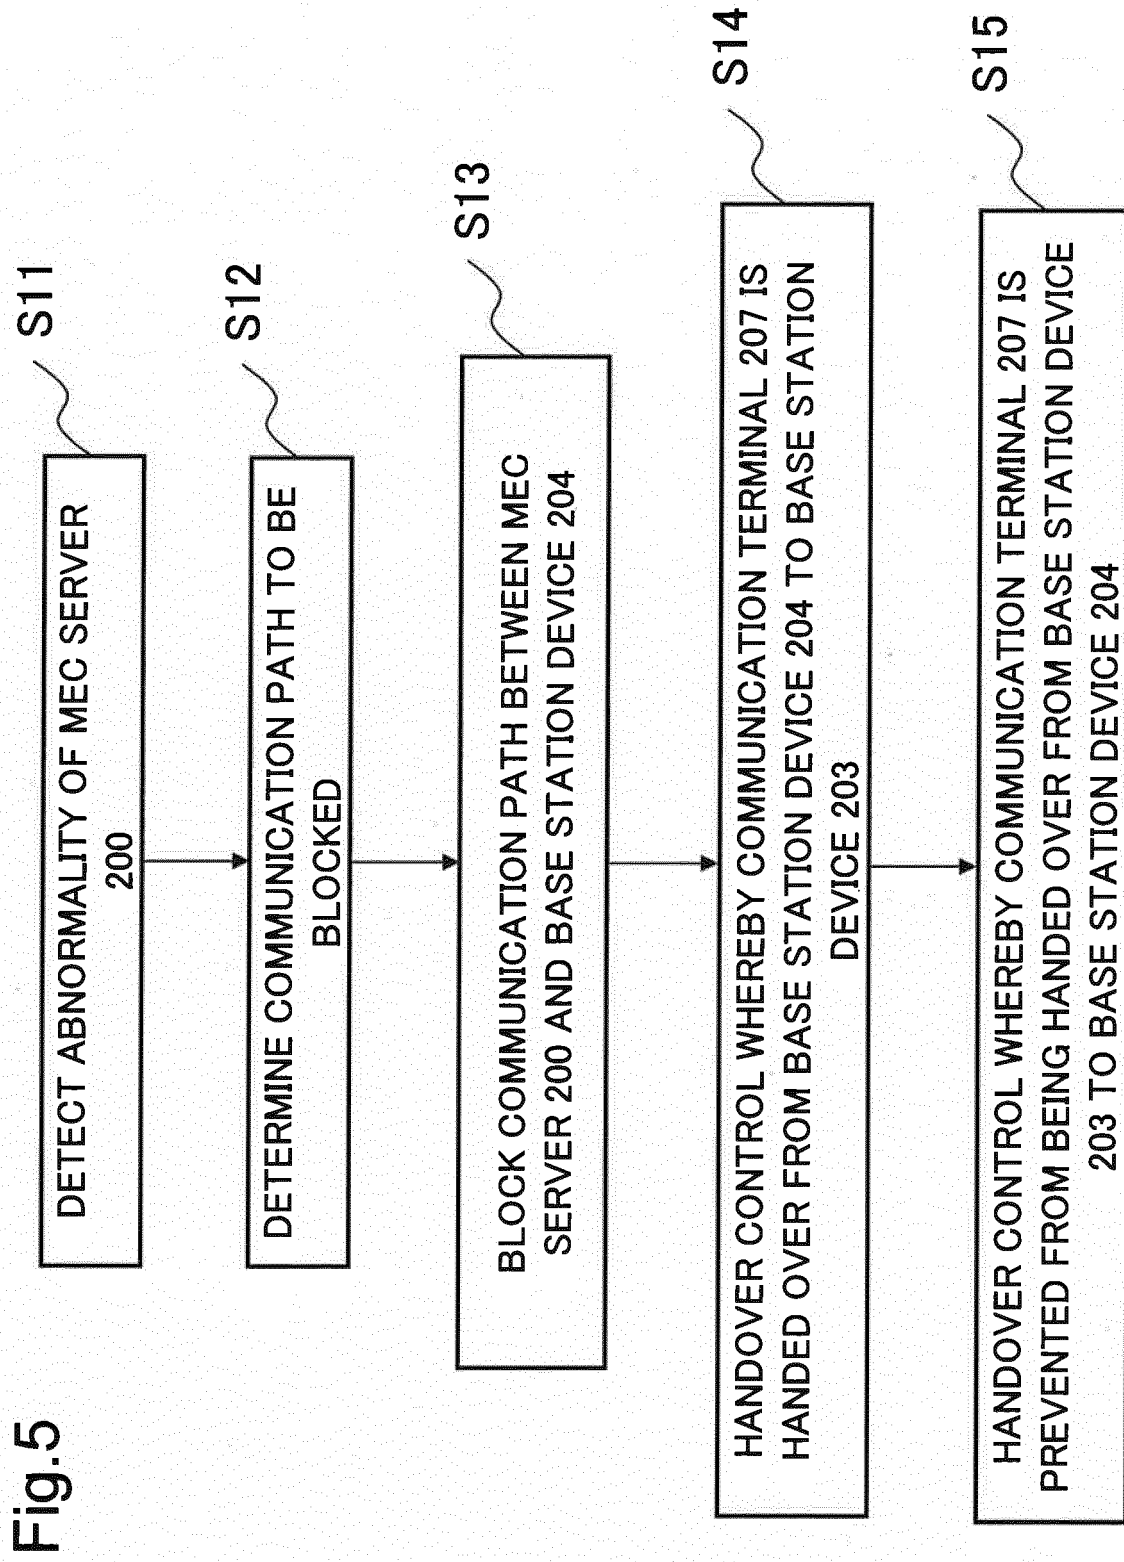 Fig.5
S11
DETECT ABNORMALITY OF MEC SERVER
200
S12
DETERMINE COMMUNICATION PATH TO BE
BLOCKED
S13
BLOCK COMMUNICATION PATH BETWEEN MEC
SERVER 200 AND BASE STATION DEVICE 204
S14
HANDOVER CONTROL WHEREBY COMMUNICATION TERMINAL 207 IS
HANDED OVER FROM BASE STATION DEVICE 204 TO BASE STATION
DEVICE 203
S15
HANDOVER CONTROL WHEREBY COMMUNICATION TERMINAL 207 IS
PREVENTED FROM BEING HANDED OVER FROM BASE STATION DEVICE
203 TO BASE STATION DEVICE 204